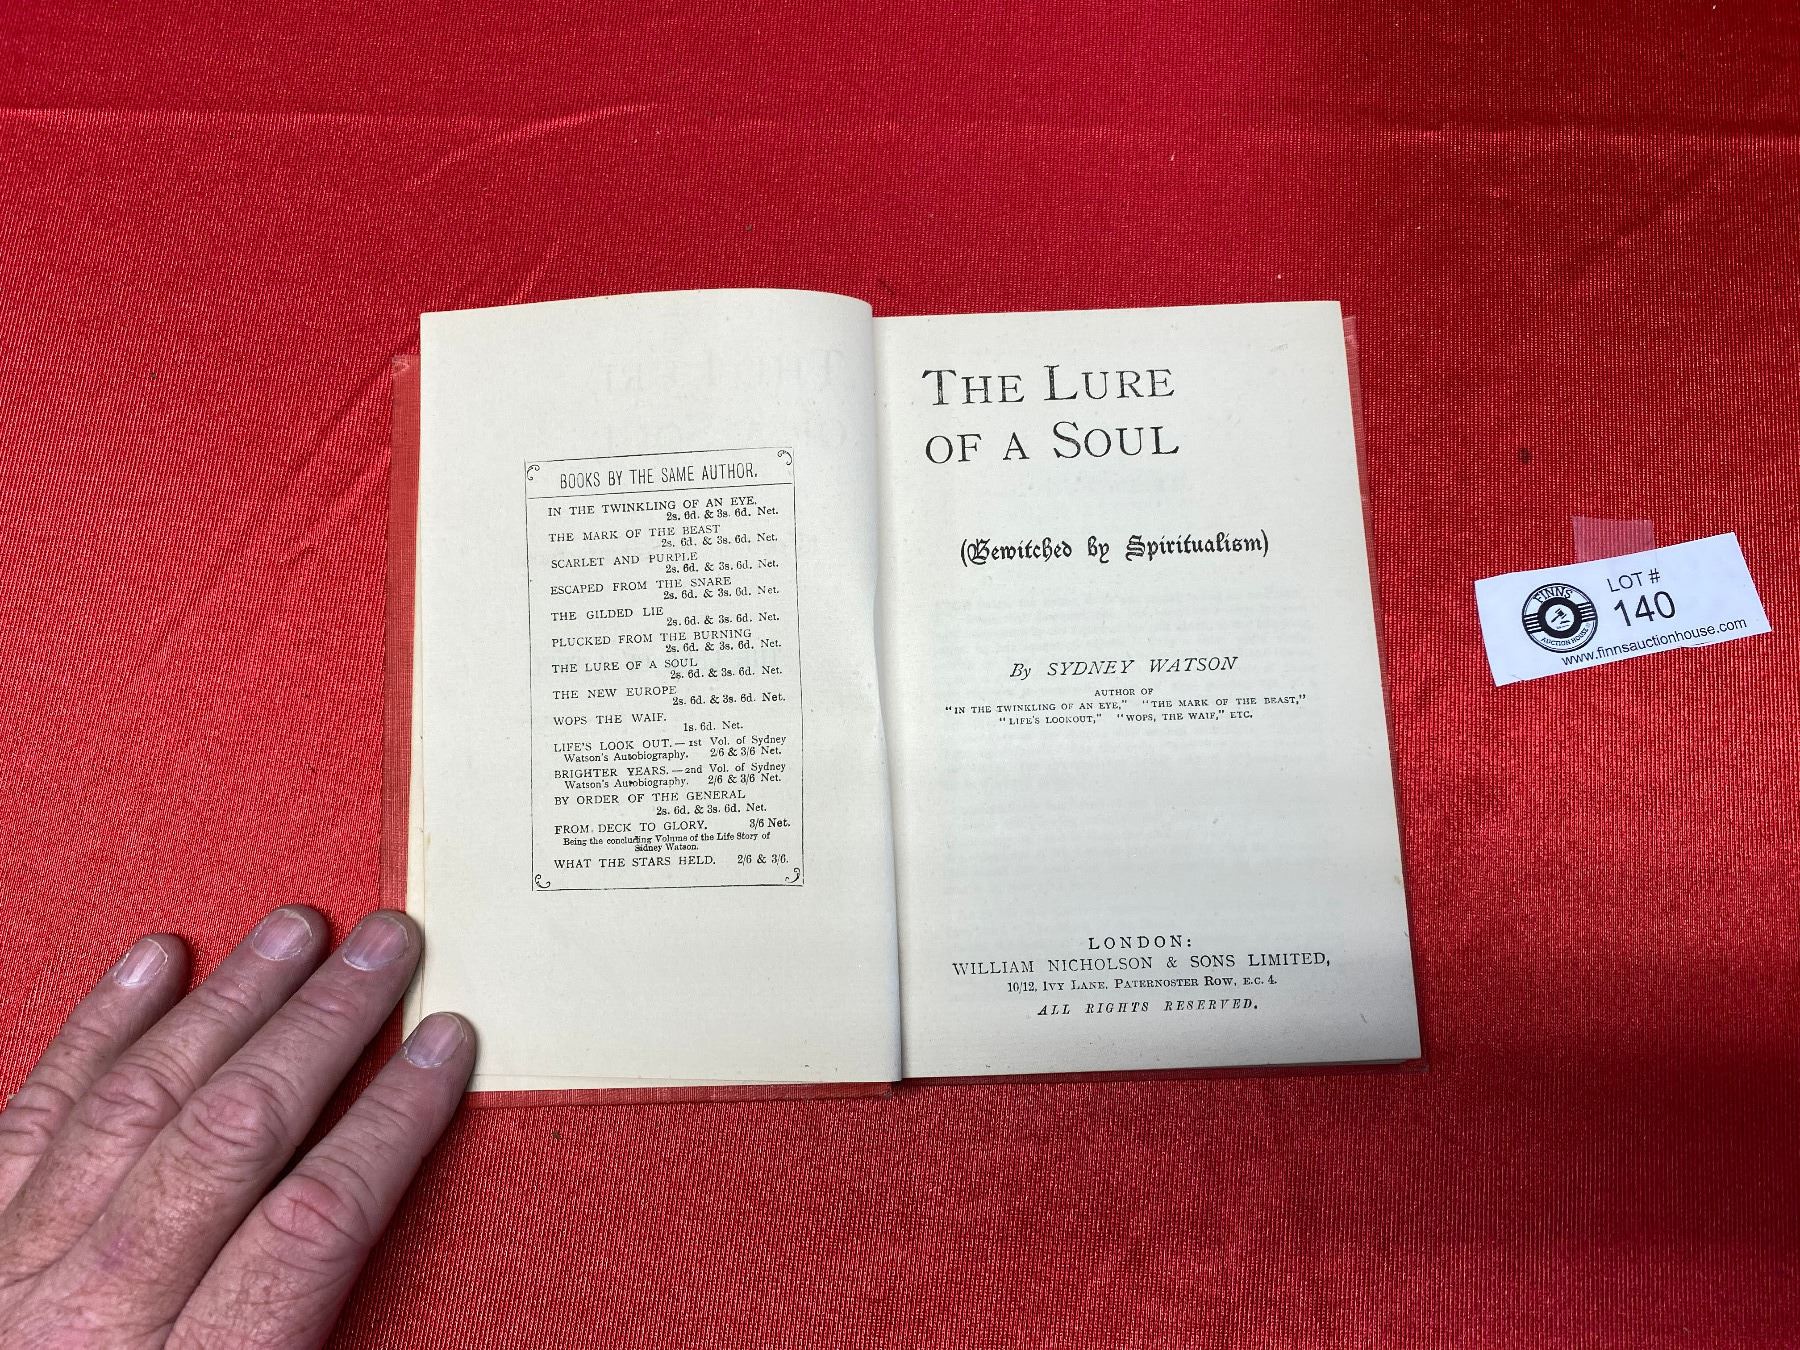 BOOKS BY THE SAME AUTHOR.
IN THE TWINKLING OF AN EYE.
2s. 6d. & 3s. 6d. Net.
THE MARK OF THE BEAST
2s. 6d. & 3s. 6d. Net.
SCARLET AND PURPLE
2s. 6d. & 3s. 6d. Net.
ESCAPED FROM THE SNARE
2s. 6d. & 3s. 6d. Net.
THE GILDED LIE
2s. 6d. & 3s. 6d. Net.
PLUCKED FROM THE BURNING
2s. 6d. & 3s. 6d. Net.
THE LURE OF A SOUL
2s. 6d. & 3s. 6d. Net.
THE NEW EUROPE
2s. 6d. & 3s. 6d. Net.
WOPS THE WAIF.
1s. 6d. Net.
LIFE'S LOOK OUT.—1st Vol. of Sydney
Watson's Autobiography. 2/6 & 3/6 Net.
BRIGHTER YEARS.—2nd Vol. of Sydney
Watson's Autobiography. 2/6 & 3/6 Net.
BY ORDER OF THE GENERAL
2s. 6d. & 3s. 6d. Net.
FROM DECK TO GLORY. 3/6 Net.
Being the concluding Volume of the Life Story of
Sidney Watson.
WHAT THE STARS HELD. 2/6 & 3/6.
THE LURE
OF A SOUL
(Bewitched by Spiritualism)
By SYDNEY WATSON
AUTHOR OF
"IN THE TWINKLING OF AN EYE," "THE MARK OF THE BEAST,"
"LIFE'S LOOKOUT," "WOPS, THE WAIF," ETC.
LONDON:
WILLIAM NICHOLSON & SONS LIMITED,
10/12, IVY LANE, PATERNOSTER ROW, E.C. 4.
ALL RIGHTS RESERVED.
FINNS
AUCTION HOUSE
LOT #
140
www.finnsauctionhouse.com